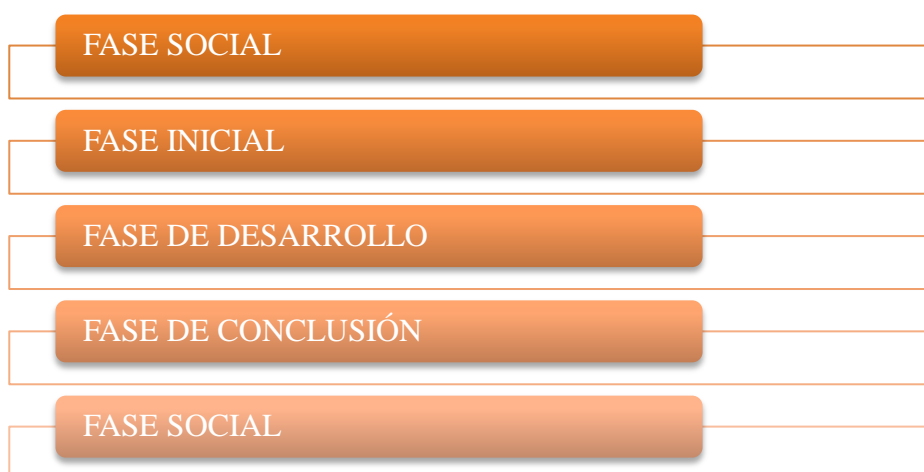 FASE SOCIAL
FASE INICIAL
FASE DE DESARROLLO
FASE DE CONCLUSIÓN
FASE SOCIAL